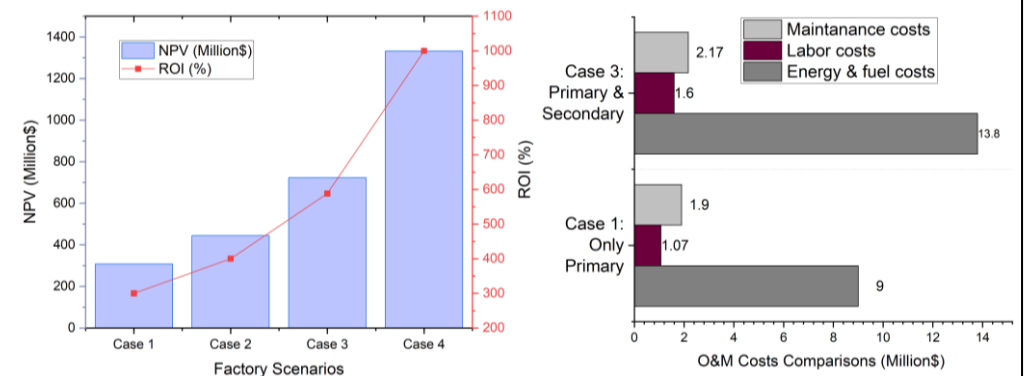 NPV (Million$)
1400
1200
1000
800
600
400
200
0
NPV (Million$)
ROI (%)
1100
1000
900
800
700
600
500
400
300
200
ROI (%)
Case 1
Case 2
Case 3
Case 4
Factory Scenarios
Maintanance costs
Labor costs
Energy & fuel costs
Case 3:
Primary &
Secondary
2.17
1.6
13.8
Case 1:
Only
Primary
1.9
1.07
9
0
2
4
6
8
10
12
14
O&M Costs Comparisons (Million$)